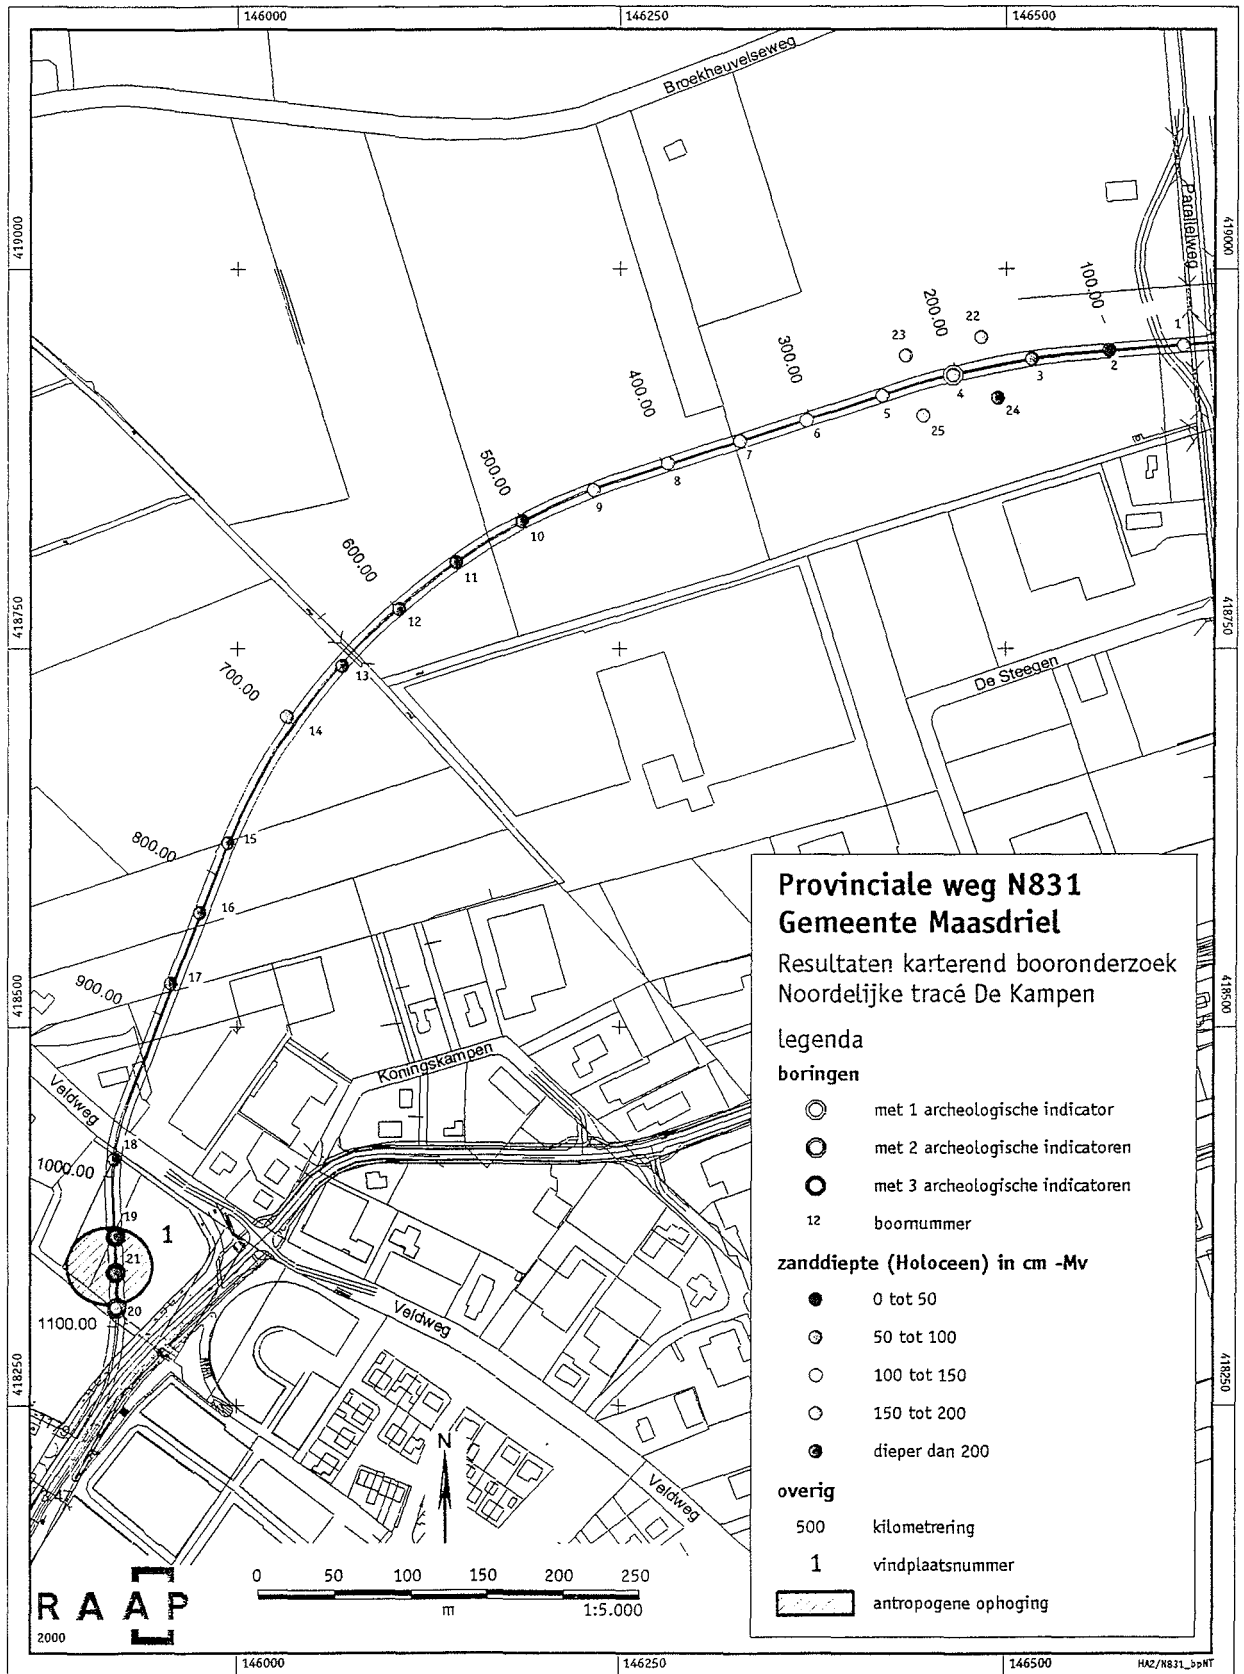 146000
146250
146500
Broekheuvelseweg
Parallelweg
419000
419000
100.00
200.00
300.00
400.00
500.00
600.00
700.00
800.00
900.00
1000.00
1100.00
22
23
1
2
3
4
5
24
25
6
7
8
9
10
11
12
13
14
15
16
17
18
19
21
20
1
418750
418750
De Steegen
Koningskampen
Veldweg
Veldweg
Veldweg
418500
418500
418250
418250
Provinciale weg N831
Gemeente Maasdriel
Resultaten karterend booronderzoek
Noordelijke tracé De Kampen
legenda
boringen
met 1 archeologische indicator
met 2 archeologische indicatoren
met 3 archeologische indicatoren
12 boornummer
zanddiepte (Holoceen) in cm -Mv
0 tot 50
50 tot 100
100 tot 150
150 tot 200
dieper dan 200
overig
500 kilometrering
1 vindplaatsnummer
antropogene ophoging
N
0 50 100 150 200 250
m 1:5.000
RAAP
2000
146000
146250
146500
HA2/N831_bpNT